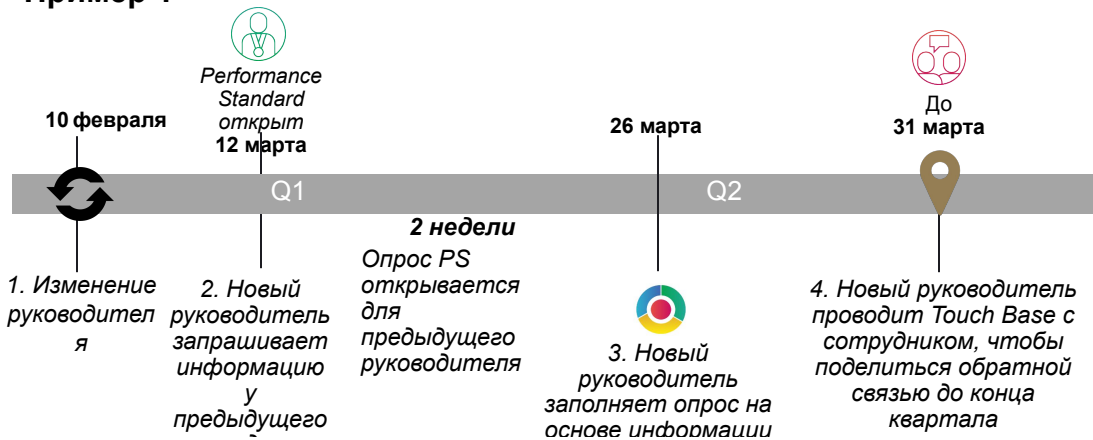 Performance
Standard
открыт
12 марта
10 февраля
26 марта
До
31 марта
Q1
Q2
2 недели
Опрос PS
открывается
для
предыдущего
руководителя
1. Изменение
руководител
я
2. Новый
руководитель
запрашивает
информацию
у
предыдущего
3. Новый
руководитель
заполняет опрос на
основе информации
4. Новый руководитель
проводит Touch Base с
сотрудником, чтобы
поделиться обратной
связью до конца
квартала